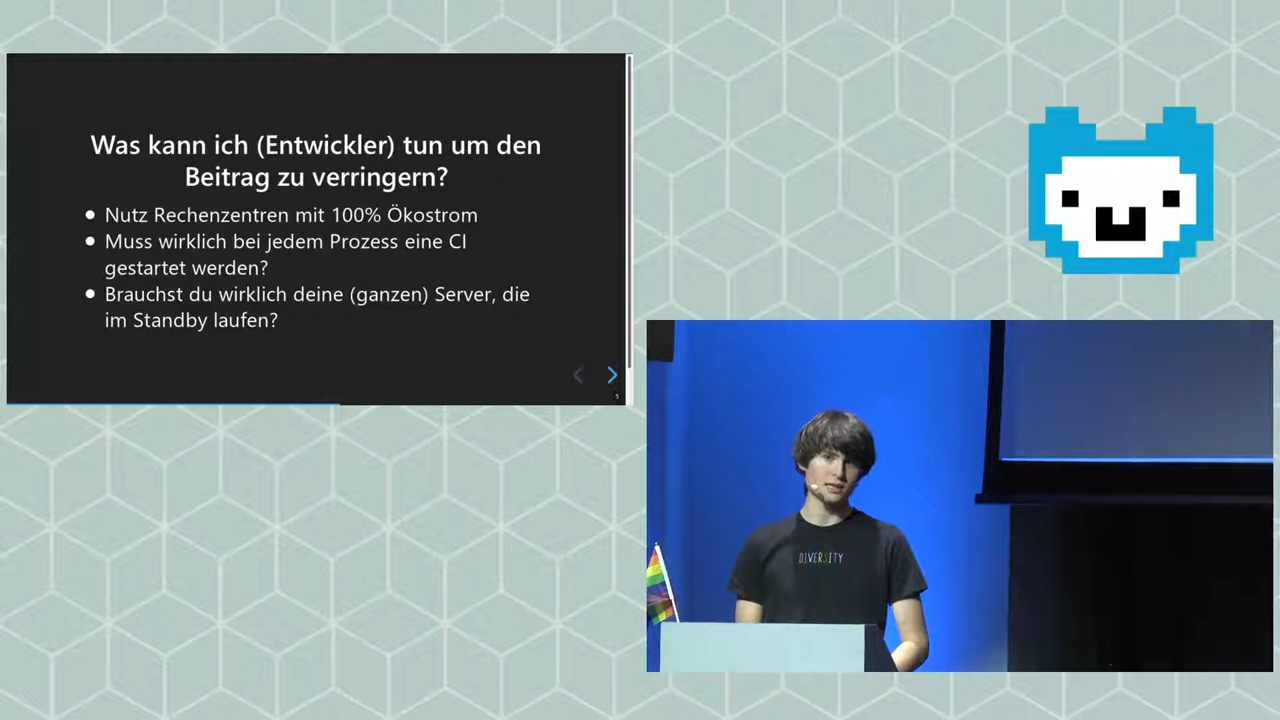 Was kann ich (Entwickler) tun um den
Beitrag zu verringern?
● Nutz Rechenzentren mit 100% Ökostrom
● Muss wirklich bei jedem Prozess eine CI
gestartet werden?
● Brauchst du wirklich deine (ganzen) Server, die
im Standby laufen?
5
DIVERSITY